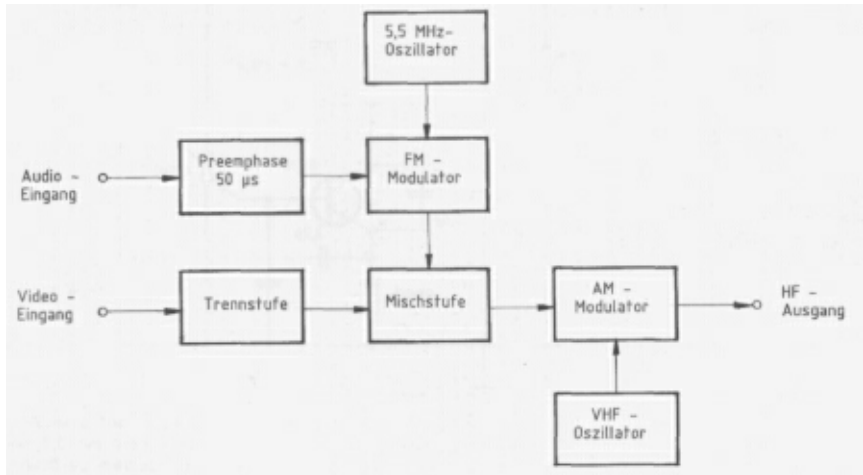 5,5 MHz-
Oszillator
Audio -
Eingang
Preemphase
50 µs
FM -
Modulator
Video -
Eingang
Trennstufe
Mischstufe
AM -
Modulator
HF -
Ausgang
VHF -
Oszillator